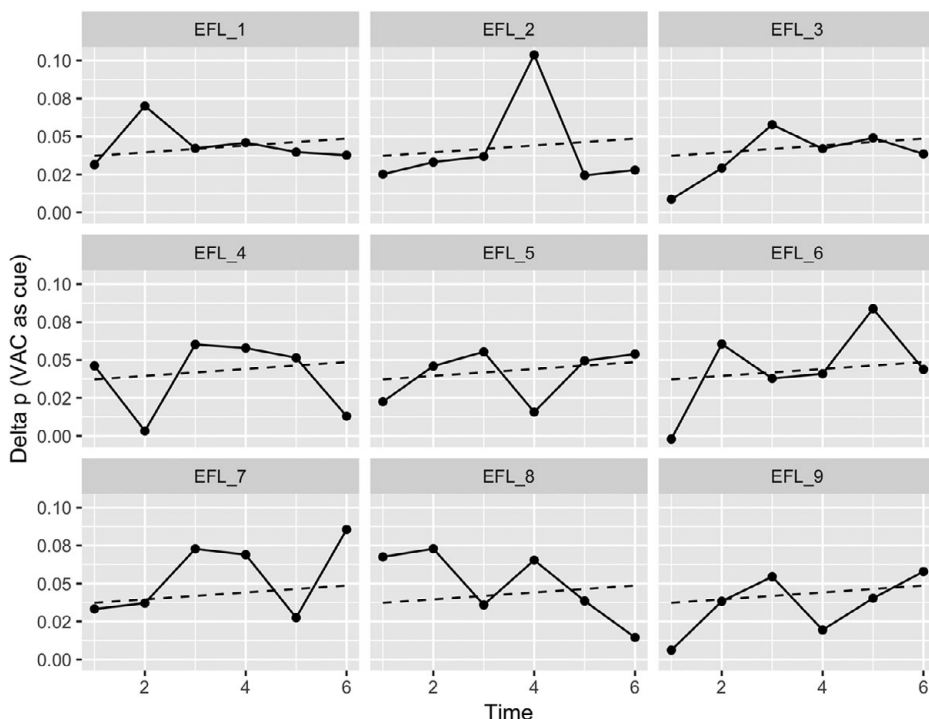 EFL_1 EFL_2 EFL_3
0.10
0.08
0.05
0.02
0.00
EFL_4 EFL_5 EFL_6
0.10
0.08
0.05
0.02
0.00
EFL_7 EFL_8 EFL_9
0.10
0.08
0.05
0.02
0.00
2 4 6 2 4 6 2 4 6
Time
Delta p (VAC as cue)